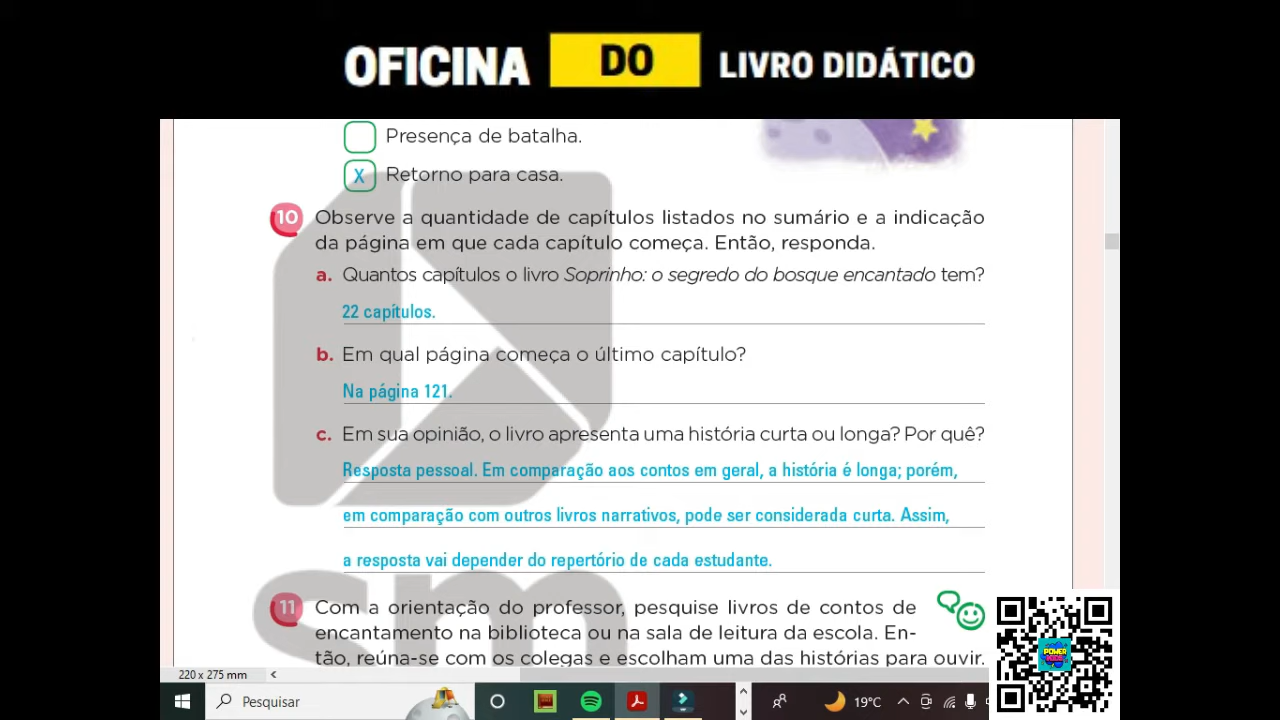 OFICINA DO LIVRO DIDÁTICO
Presença de batalha.
X Retorno para casa.
10 Observe a quantidade de capítulos listados no sumário e a indicação
da página em que cada capítulo começa. Então, responda.
a. Quantos capítulos o livro Soprinho: o segredo do bosque encantado tem?
22 capítulos.
b. Em qual página começa o último capítulo?
Na página 121.
c. Em sua opinião, o livro apresenta uma história curta ou longa? Por quê?
Resposta pessoal. Em comparação aos contos em geral, a história é longa; porém,
em comparação com outros livros narrativos, pode ser considerada curta. Assim,
a resposta vai depender do repertório de cada estudante.
sm
11 Com a orientação do professor, pesquise livros de contos de
encantamento na biblioteca ou na sala de leitura da escola. En-
tão, reúna-se com os colegas e escolham uma das histórias para ouvir.
POWER
220 x 275 mm
Pesquisar
19°C